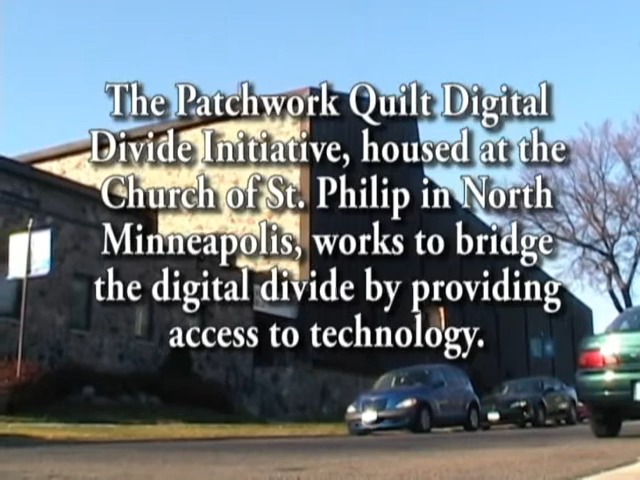 The Patchwork Quilt Digital
Divide Initiative, housed at the
Church of St. Philip in North
Minneapolis, works to bridge
the digital divide by providing
access to technology.